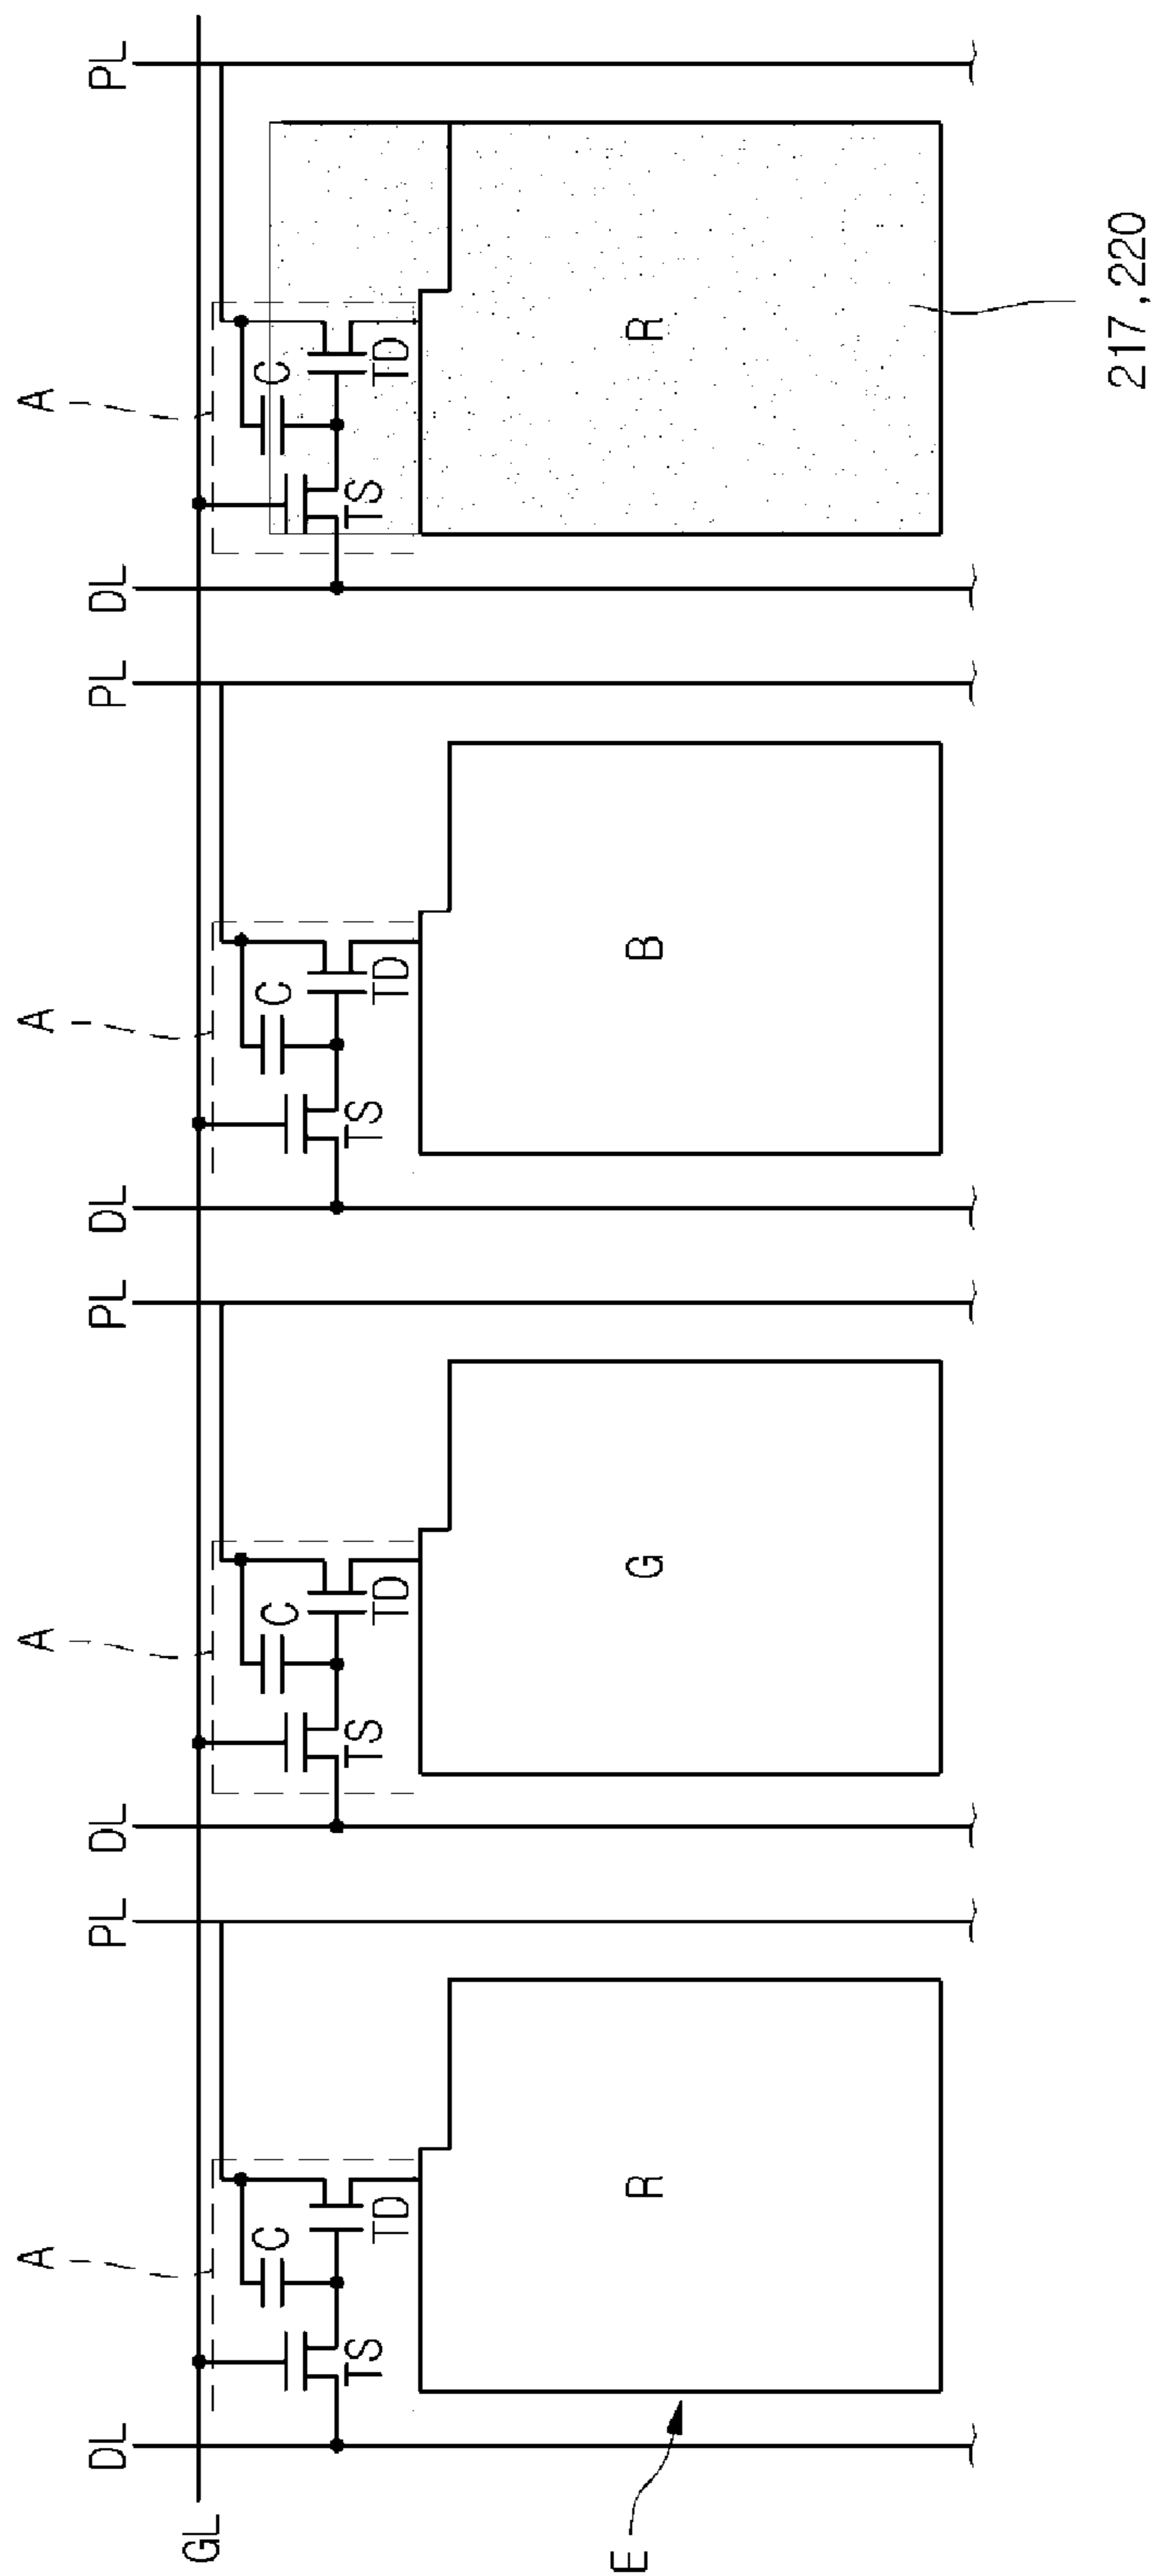 A A A A
DL PL DL PL DL PL DL PL
GL
C C C C
TS TD TS TD TS TD TS TD
E R G B R
217,220